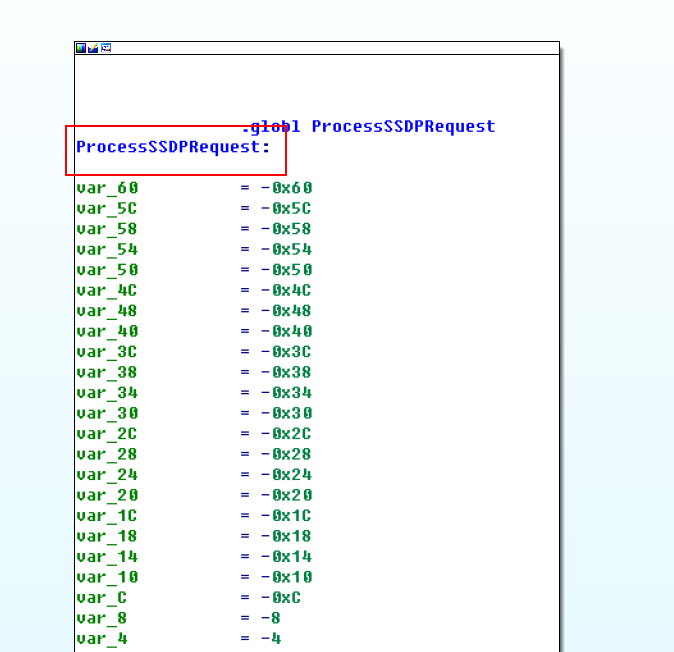 .globl ProcessSSDPRequest
ProcessSSDPRequest:
var_60 = -0x60
var_5C = -0x5C
var_58 = -0x58
var_54 = -0x54
var_50 = -0x50
var_4C = -0x4C
var_48 = -0x48
var_40 = -0x40
var_3C = -0x3C
var_38 = -0x38
var_34 = -0x34
var_30 = -0x30
var_2C = -0x2C
var_28 = -0x28
var_24 = -0x24
var_20 = -0x20
var_1C = -0x1C
var_18 = -0x18
var_14 = -0x14
var_10 = -0x10
var_C = -0xC
var_8 = -8
var_4 = -4